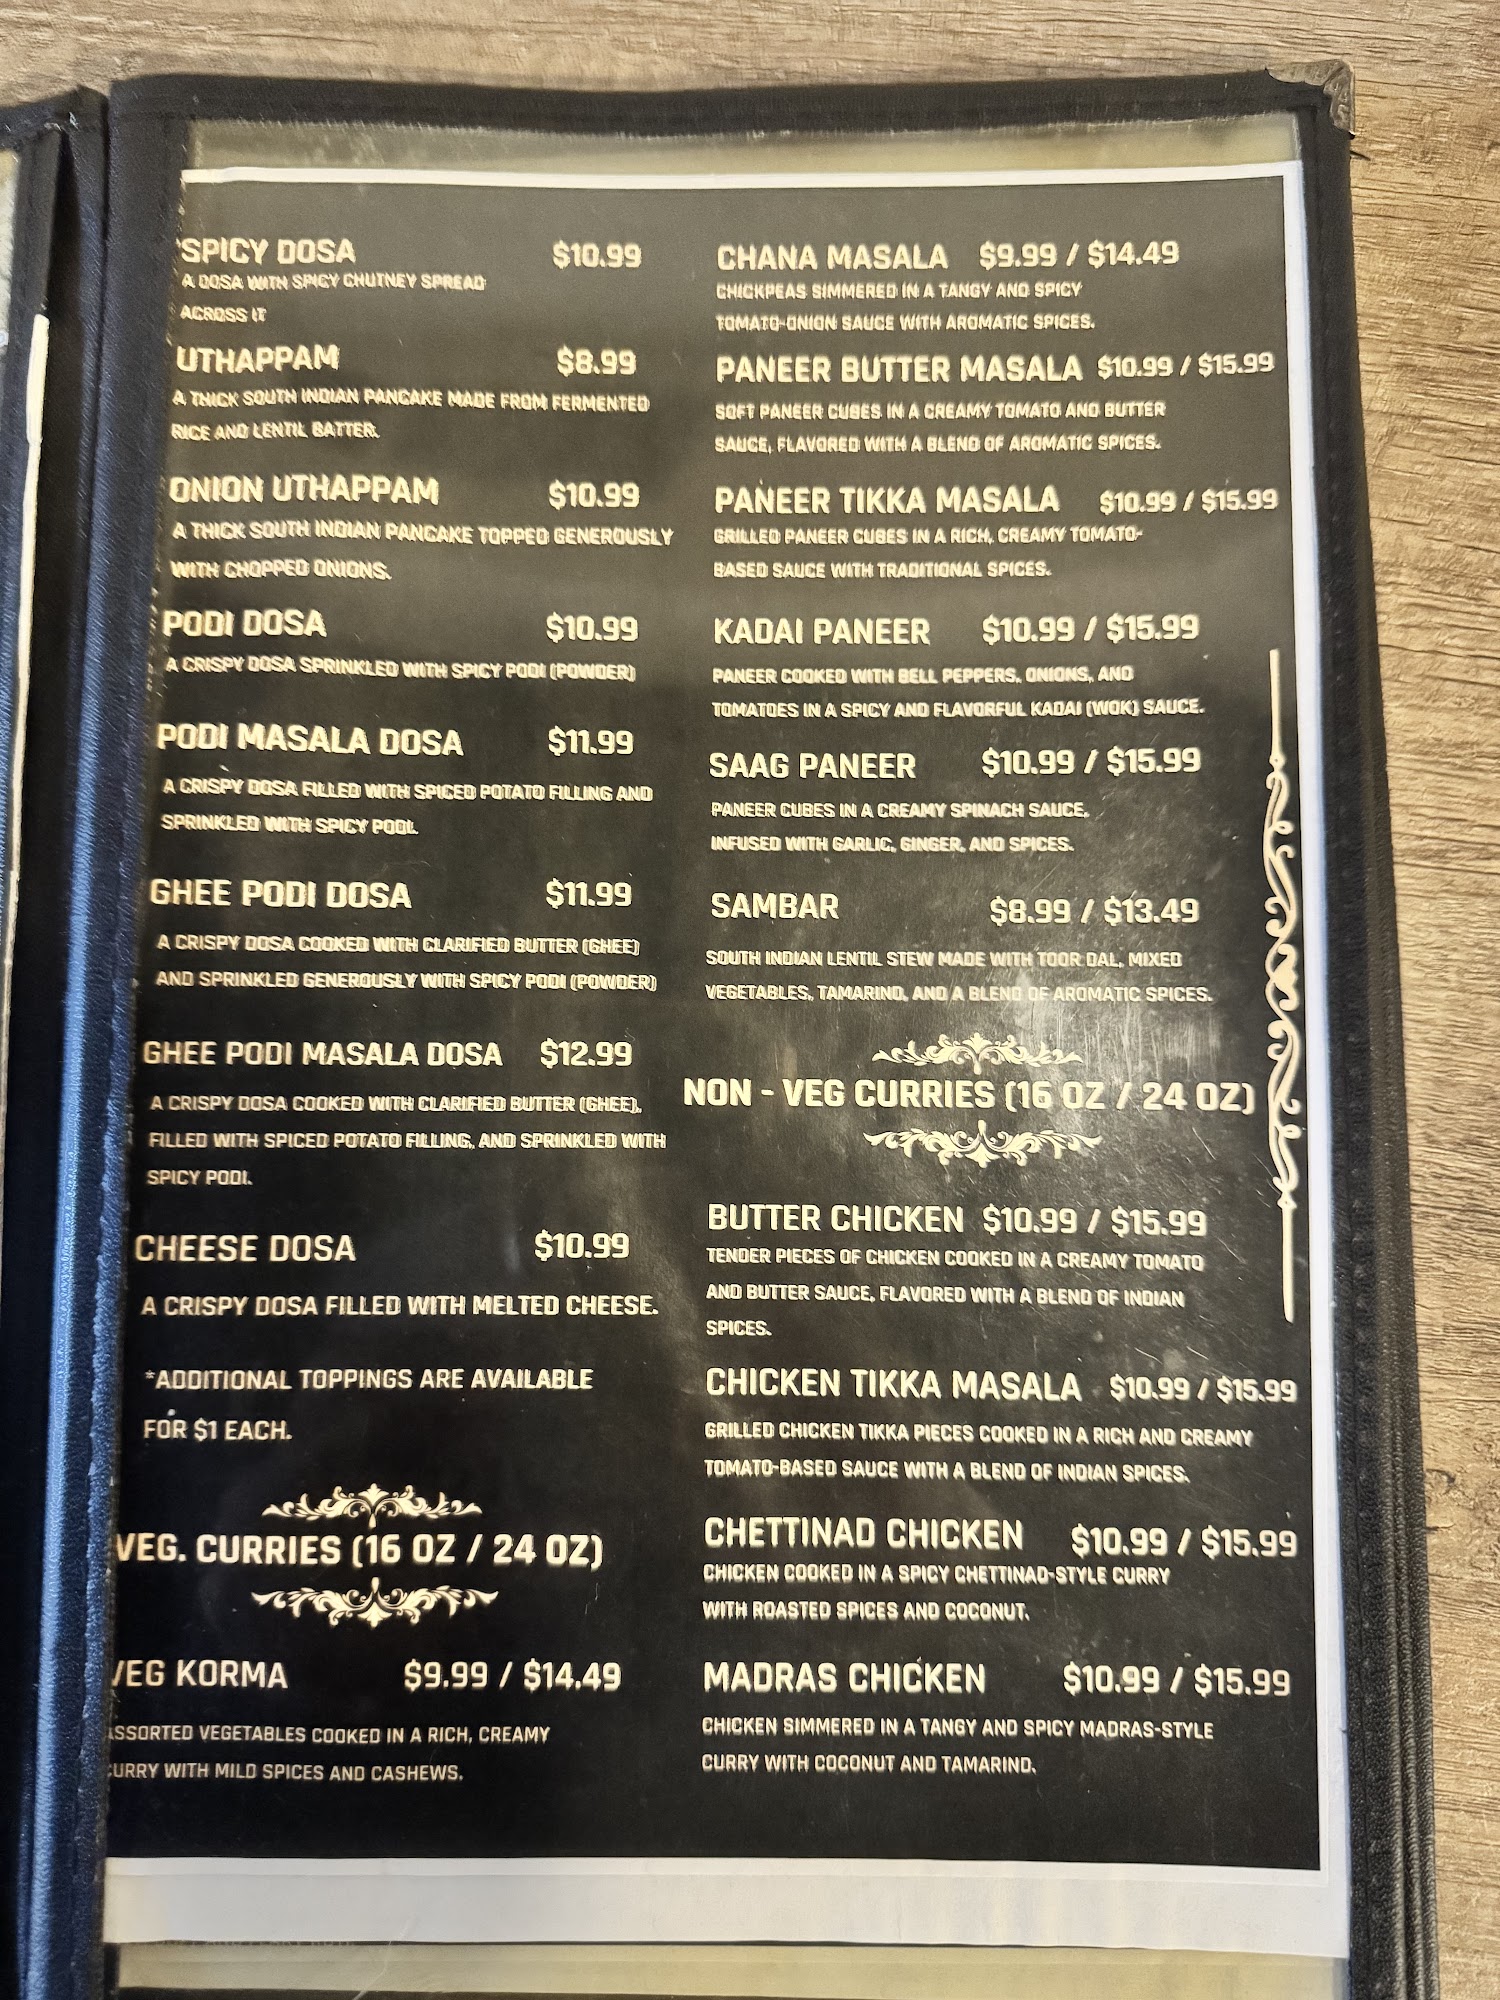 SPICY DOSA $10.99
A DOSA WITH SPICY CHUTNEY SPREAD
ACROSS IT
UTHAPPAM $8.99
A THICK SOUTH INDIAN PANCAKE MADE FROM FERMENTED
RICE AND LENTIL BATTER.
ONION UTHAPPAM $10.99
A THICK SOUTH INDIAN PANCAKE TOPPED GENEROUSLY
WITH CHOPPED ONIONS.
PODI DOSA $10.99
A CRISPY DOSA SPRINKLED WITH SPICY PODI (POWDER)
PODI MASALA DOSA $11.99
A CRISPY DOSA FILLED WITH SPICED POTATO FILLING AND
SPRINKLED WITH SPICY PODI.
GHEE PODI DOSA $11.99
A CRISPY DOSA COOKED WITH CLARIFIED BUTTER (GHEE)
AND SPRINKLED GENEROUSLY WITH SPICY PODI (POWDER)
GHEE PODI MASALA DOSA $12.99
A CRISPY DOSA COOKED WITH CLARIFIED BUTTER (GHEE),
FILLED WITH SPICED POTATO FILLING, AND SPRINKLED WITH
SPICY PODI.
CHEESE DOSA $10.99
A CRISPY DOSA FILLED WITH MELTED CHEESE.
*ADDITIONAL TOPPINGS ARE AVAILABLE
FOR $1 EACH.
VEG. CURRIES (16 OZ / 24 OZ)
VEG KORMA $9.99 / $14.49
ASSORTED VEGETABLES COOKED IN A RICH, CREAMY
CURRY WITH MILD SPICES AND CASHEWS.
CHANA MASALA $9.99 / $14.49
CHICKPEAS SIMMERED IN A TANGY AND SPICY
TOMATO-ONION SAUCE WITH AROMATIC SPICES.
PANEER BUTTER MASALA $10.99 / $15.99
SOFT PANEER CUBES IN A CREAMY TOMATO AND BUTTER
SAUCE, FLAVORED WITH A BLEND OF AROMATIC SPICES.
PANEER TIKKA MASALA $10.99 / $15.99
GRILLED PANEER CUBES IN A RICH, CREAMY TOMATO-
BASED SAUCE WITH TRADITIONAL SPICES.
KADAI PANEER $10.99 / $15.99
PANEER COOKED WITH BELL PEPPERS, ONIONS, AND
TOMATOES IN A SPICY AND FLAVORFUL KADAI (WOK) SAUCE.
SAAG PANEER $10.99 / $15.99
PANEER CUBES IN A CREAMY SPINACH SAUCE,
INFUSED WITH GARLIC, GINGER, AND SPICES.
SAMBAR $8.99 / $13.49
SOUTH INDIAN LENTIL STEW MADE WITH TOOR DAL, MIXED
VEGETABLES, TAMARIND, AND A BLEND OF AROMATIC SPICES.
NON - VEG CURRIES (16 OZ / 24 OZ)
BUTTER CHICKEN $10.99 / $15.99
TENDER PIECES OF CHICKEN COOKED IN A CREAMY TOMATO
AND BUTTER SAUCE, FLAVORED WITH A BLEND OF INDIAN
SPICES.
CHICKEN TIKKA MASALA $10.99 / $15.99
GRILLED CHICKEN TIKKA PIECES COOKED IN A RICH AND CREAMY
TOMATO-BASED SAUCE WITH A BLEND OF INDIAN SPICES.
CHETTINAD CHICKEN $10.99 / $15.99
CHICKEN COOKED IN A SPICY CHETTINAD-STYLE CURRY
WITH ROASTED SPICES AND COCONUT.
MADRAS CHICKEN $10.99 / $15.99
CHICKEN SIMMERED IN A TANGY AND SPICY MADRAS-STYLE
CURRY WITH COCONUT AND TAMARIND.